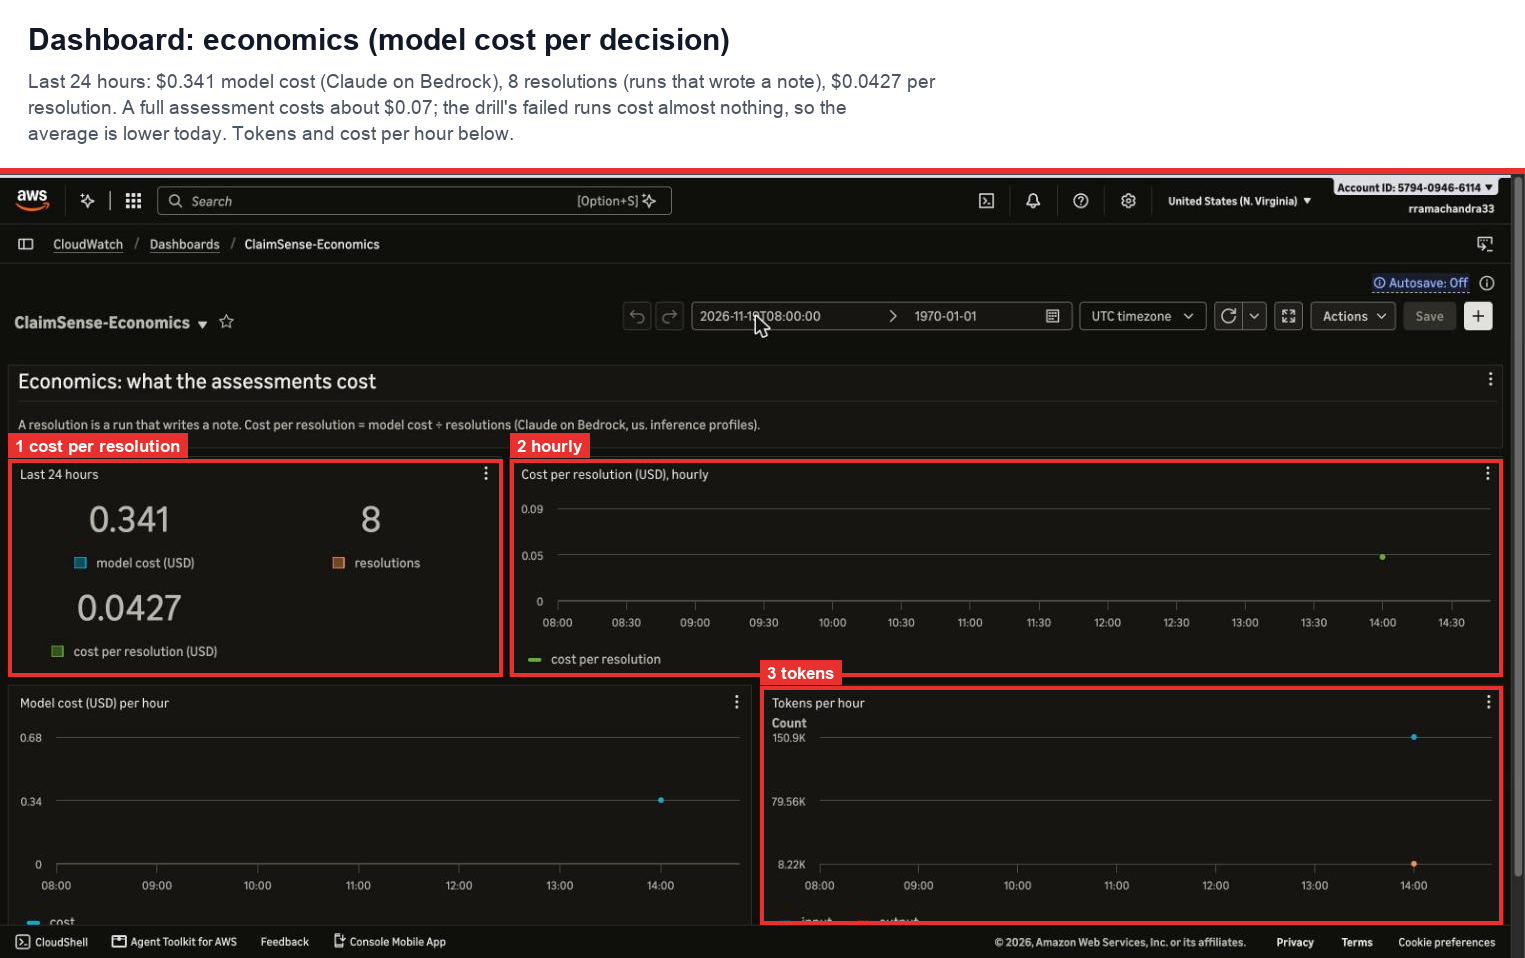 Dashboard: economics (model cost per decision)
Last 24 hours: $0.341 model cost (Claude on Bedrock), 8 resolutions (runs that wrote a note), $0.0427 per
resolution. A full assessment costs about $0.07; the drill's failed runs cost almost nothing, so the
average is lower today. Tokens and cost per hour below.
aws
Search
[Option+S]
United States (N. Virginia)
Account ID: 5794-0946-6114
rramachandra33
CloudWatch / Dashboards / ClaimSense-Economics
Autosave: Off
ClaimSense-Economics
1970-01-01
UTC timezone
Actions
Save
Economics: what the assessments cost
A resolution is a run that writes a note. Cost per resolution = model cost ÷ resolutions (Claude on Bedrock, us. inference profiles).
1 cost per resolution
Last 24 hours
0.341
8
model cost (USD)
resolutions
0.0427
cost per resolution (USD)
2 hourly
Cost per resolution (USD), hourly
0.09
0.05
0
08:00 08:30 09:00 09:30 10:00 10:30 11:00 11:30 12:00 12:30 13:00 13:30 14:00 14:30
cost per resolution
Model cost (USD) per hour
0.68
0.34
0
08:00 09:00 10:00 11:00 12:00 13:00 14:00
cost
3 tokens
Tokens per hour
Count
150.9K
79.56K
8.22K
08:00 09:00 10:00 11:00 12:00 13:00 14:00
input output
CloudShell
Agent Toolkit for AWS
Feedback
Console Mobile App
© 2026, Amazon Web Services, Inc. or its affiliates.
Privacy
Terms
Cookie preferences